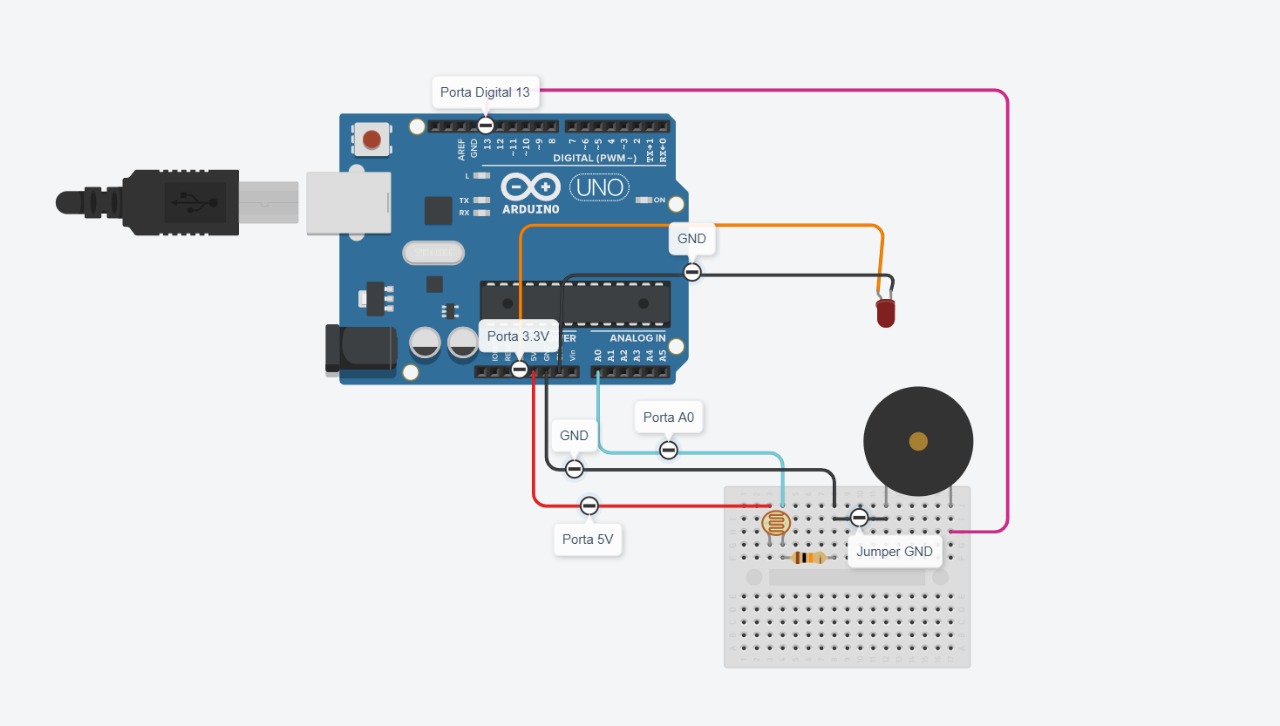 Porta Digital 13
AREF
GND
13
12
~11
~10
~9
8
7
~6
~5
4
~3
2
TX→1
RX←0
DIGITAL (PWM~)
L
TX
RX
ARDUINO
UNO
ON
GND
Porta 3.3V
ANALOG IN
5V
Vin
A0
A1
A2
A3
A4
A5
Porta A0
GND
Porta 5V
Jumper GND